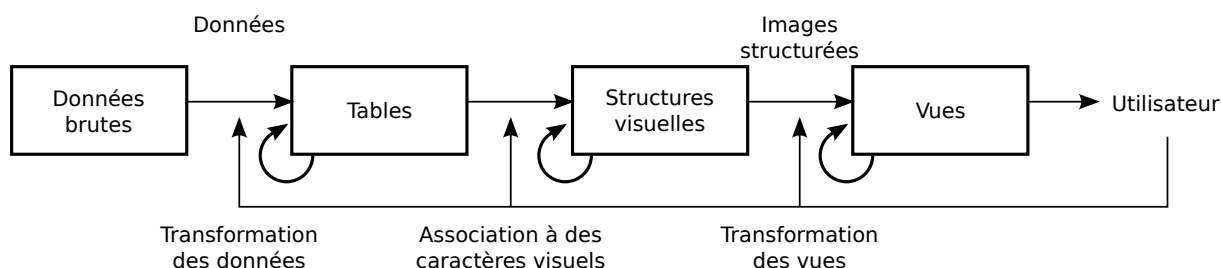 Données
Images
structurées
Données
brutes
Tables
Structures
visuelles
Vues
Utilisateur
Transformation
des données
Association à des
caractères visuels
Transformation
des vues